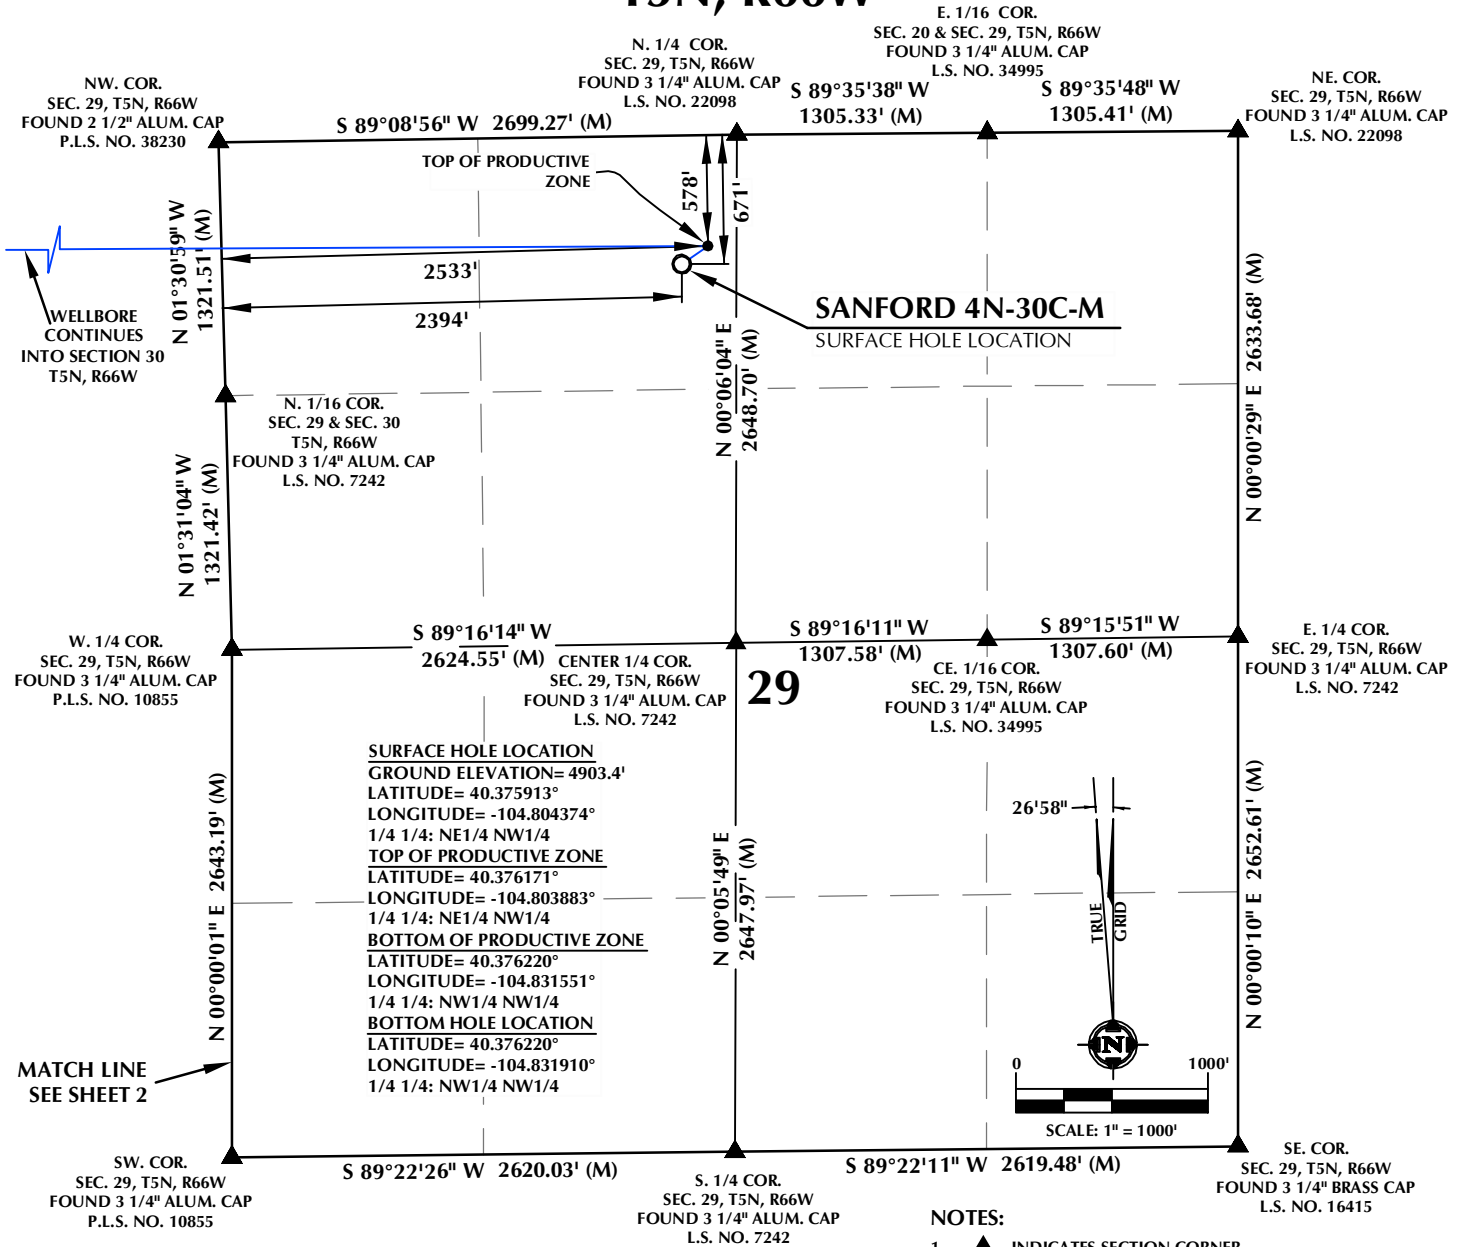 T5N, R66W
E. 1/16 COR.
SEC. 20 & SEC. 29, T5N, R66W
FOUND 3 1/4" ALUM. CAP
L.S. NO. 34995
N. 1/4 COR.
SEC. 29, T5N, R66W
FOUND 3 1/4" ALUM. CAP
L.S. NO. 22098
NW. COR.
SEC. 29, T5N, R66W
FOUND 2 1/2" ALUM. CAP
P.L.S. NO. 38230
NE. COR.
SEC. 29, T5N, R66W
FOUND 3 1/4" ALUM. CAP
L.S. NO. 22098
S 89°08'56" W 2699.27' (M)
S 89°35'38" W
1305.33' (M)
S 89°35'48" W
1305.41' (M)
TOP OF PRODUCTIVE
ZONE
578'
671'
N 01°30'59" W
1321.51' (M)
2533'
2394'
WELLBORE
CONTINUES
INTO SECTION 30
T5N, R66W
SANFORD 4N-30C-M
SURFACE HOLE LOCATION
N 00°06'04" E
2648.70' (M)
N 00°00'29" E 2633.68' (M)
N. 1/16 COR.
SEC. 29 & SEC. 30
T5N, R66W
FOUND 3 1/4" ALUM. CAP
L.S. NO. 7242
N 01°31'04" W
1321.42' (M)
W. 1/4 COR.
SEC. 29, T5N, R66W
FOUND 3 1/4" ALUM. CAP
P.L.S. NO. 10855
S 89°16'14" W
2624.55' (M)
S 89°16'11" W
1307.58' (M)
S 89°15'51" W
1307.60' (M)
E. 1/4 COR.
SEC. 29, T5N, R66W
FOUND 3 1/4" ALUM. CAP
L.S. NO. 7242
CENTER 1/4 COR.
SEC. 29, T5N, R66W
FOUND 3 1/4" ALUM. CAP
L.S. NO. 7242
29
CE. 1/16 COR.
SEC. 29, T5N, R66W
FOUND 3 1/4" ALUM. CAP
L.S. NO. 34995
SURFACE HOLE LOCATION
GROUND ELEVATION= 4903.4'
LATITUDE= 40.375913°
LONGITUDE= -104.804374°
1/4 1/4: NE1/4 NW1/4
TOP OF PRODUCTIVE ZONE
LATITUDE= 40.376171°
LONGITUDE= -104.803883°
1/4 1/4: NE1/4 NW1/4
BOTTOM OF PRODUCTIVE ZONE
LATITUDE= 40.376220°
LONGITUDE= -104.831551°
1/4 1/4: NW1/4 NW1/4
BOTTOM HOLE LOCATION
LATITUDE= 40.376220°
LONGITUDE= -104.831910°
1/4 1/4: NW1/4 NW1/4
N 00°00'01" E 2643.19' (M)
N 00°05'49" E
2647.97' (M)
N 00°00'10" E 2652.61' (M)
26'58"
TRUE
GRID
N
0 1000'
SCALE: 1" = 1000'
MATCH LINE
SEE SHEET 2
SW. COR.
SEC. 29, T5N, R66W
FOUND 3 1/4" ALUM. CAP
P.L.S. NO. 10855
S 89°22'26" W 2620.03' (M)
S. 1/4 COR.
SEC. 29, T5N, R66W
FOUND 3 1/4" ALUM. CAP
L.S. NO. 7242
S 89°22'11" W 2619.48' (M)
SE. COR.
SEC. 29, T5N, R66W
FOUND 3 1/4" BRASS CAP
L.S. NO. 16415
NOTES:
1. INDICATES SECTION CORNER